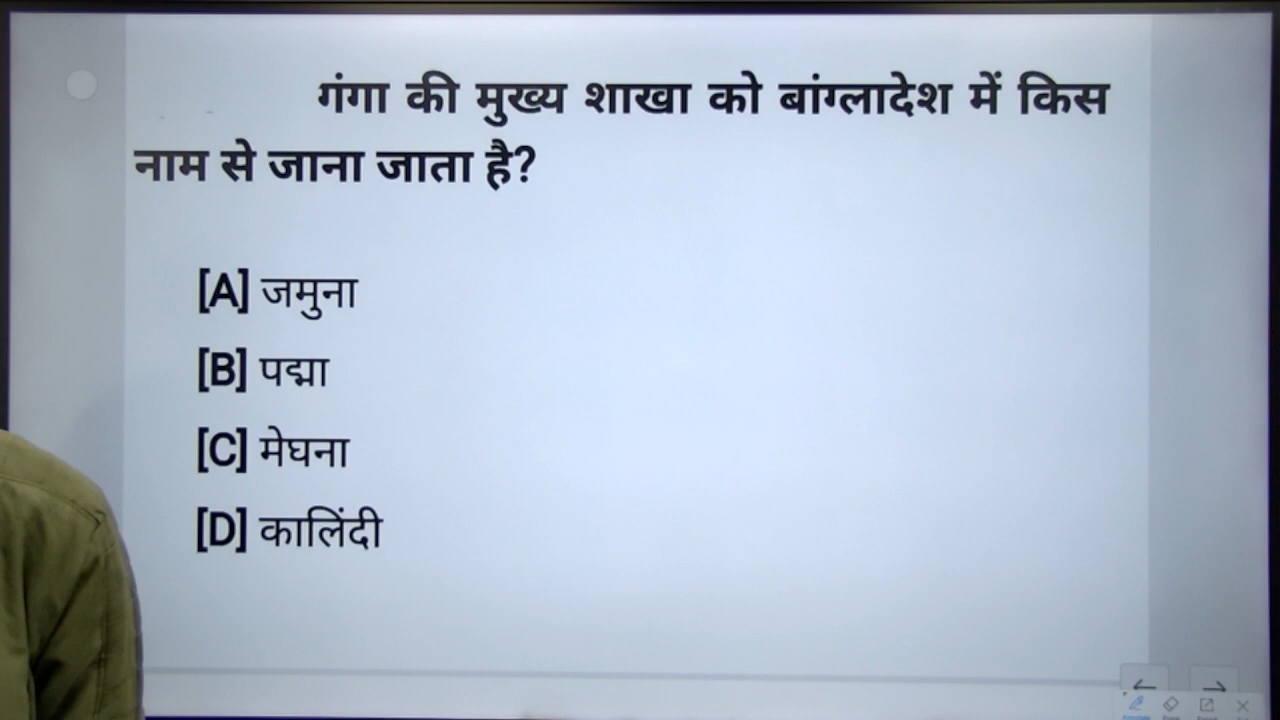 गंगा की मुख्य शाखा को बांग्लादेश में किस
नाम से जाना जाता है?
[A] जमुना
[B] पद्मा
[C] मेघना
[D] कालिंदी